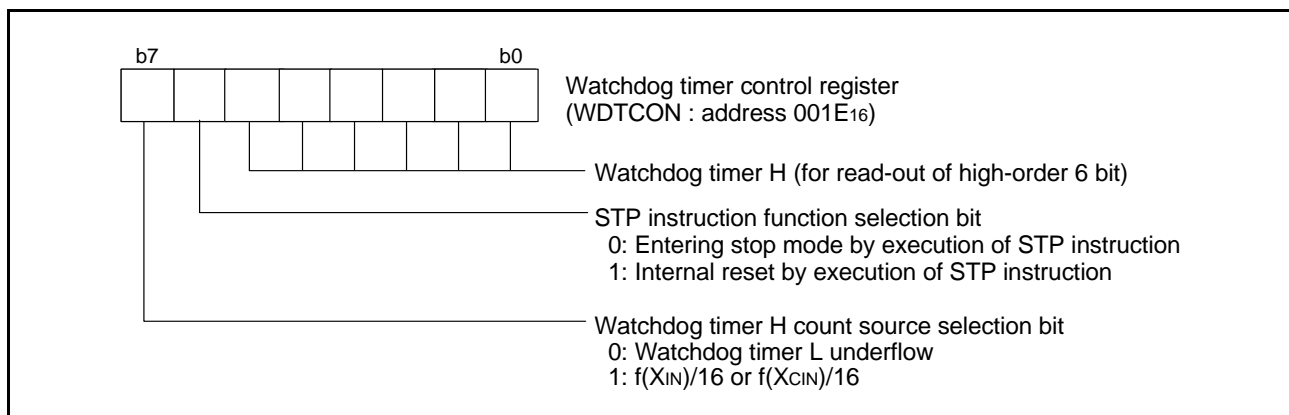 b7 b0
Watchdog timer control register
(WDTCON : address 001E16)
Watchdog timer H (for read-out of high-order 6 bit)
STP instruction function selection bit
0: Entering stop mode by execution of STP instruction
1: Internal reset by execution of STP instruction
Watchdog timer H count source selection bit
0: Watchdog timer L underflow
1: f(XIN)/16 or f(XCIN)/16